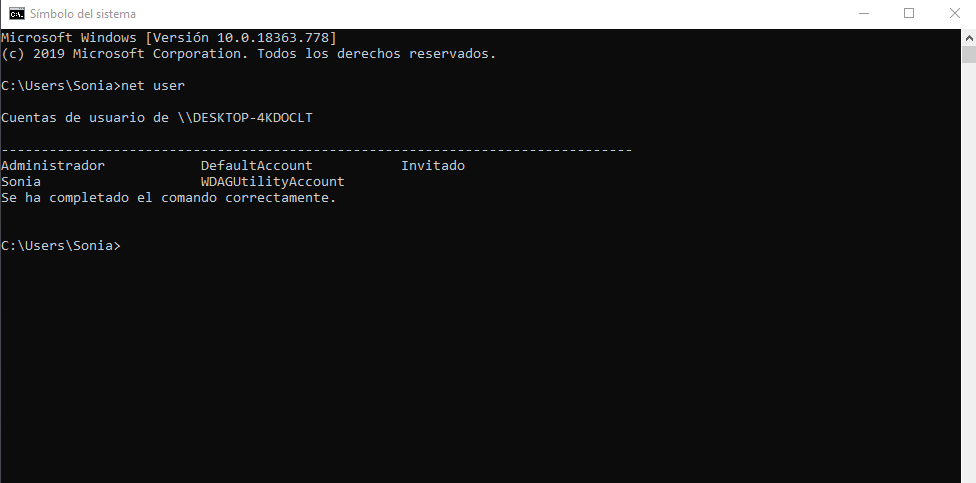 Símbolo del sistema
Microsoft Windows [Versión 10.0.18363.778]
(c) 2019 Microsoft Corporation. Todos los derechos reservados.
C:\Users\Sonia>net user
Cuentas de usuario de \\DESKTOP-4KDOCLT
-------------------------------------------------------------------------------
Administrador            DefaultAccount           Invitado
Sonia                    WDAGUtilityAccount
Se ha completado el comando correctamente.
C:\Users\Sonia>